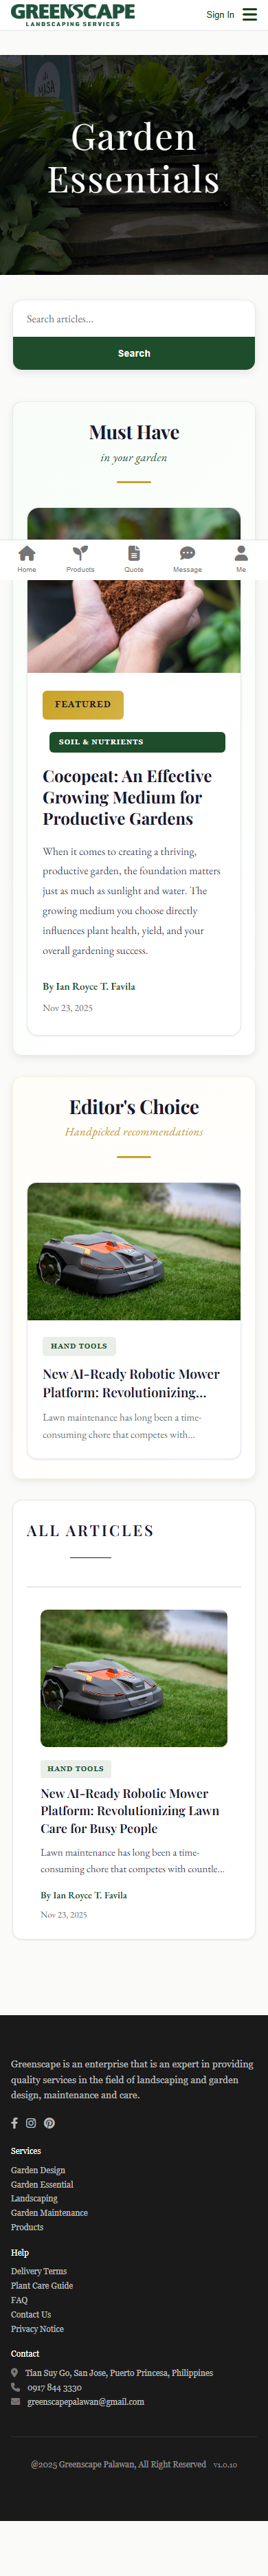 GREENSCAPE
LANDSCAPING SERVICES
Sign In
Garden
Essentials
Search articles...
Search
Must Have
in your garden
Home
Products
Quote
Message
Me
FEATURED
SOIL & NUTRIENTS
Cocopeat: An Effective
Growing Medium for
Productive Gardens
When it comes to creating a thriving,
productive garden, the foundation matters
just as much as sunlight and water. The
growing medium you choose directly
influences plant health, yield, and your
overall gardening success.
By Ian Royce T. Favila
Nov 23, 2025
Editor's Choice
Handpicked recommendations
HAND TOOLS
New AI-Ready Robotic Mower
Platform: Revolutionizing...
Lawn maintenance has long been a time-
consuming chore that competes with...
ALL ARTICLES
HAND TOOLS
New AI-Ready Robotic Mower
Platform: Revolutionizing Lawn
Care for Busy People
Lawn maintenance has long been a time-
consuming chore that competes with countle...
By Ian Royce T. Favila
Nov 23, 2025
Greenscape is an enterprise that is an expert in providing
quality services in the field of landscaping and garden
design, maintenance and care.
Services
Garden Design
Garden Essential
Landscaping
Garden Maintenance
Products
Help
Delivery Terms
Plant Care Guide
FAQ
Contact Us
Privacy Notice
Contact
Tian Suy Go, San Jose, Puerto Princesa, Philippines
0917 844 3330
greenscapepalawan@gmail.com
@2025 Greenscape Palawan, All Right Reserved v1.0.10